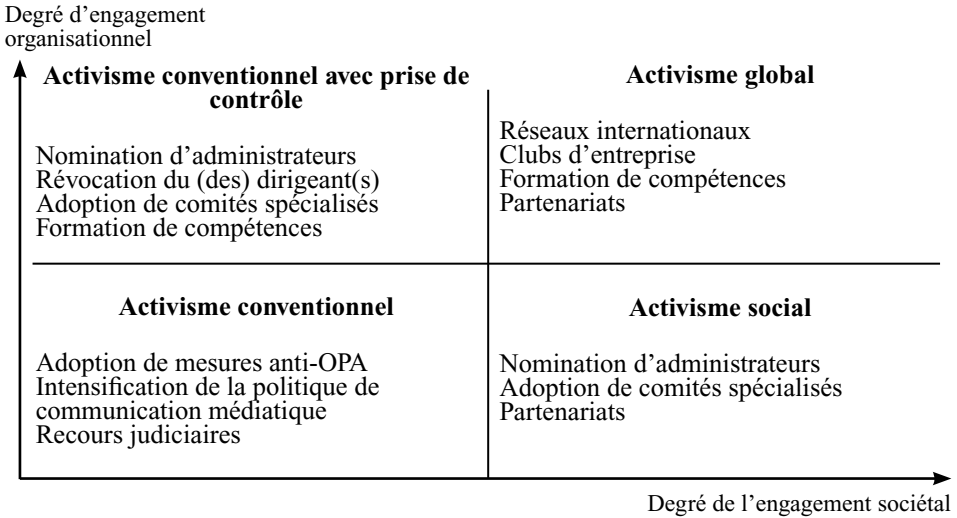 Degré d’engagement
organisationnel
Activisme conventionnel avec prise de
contrôle
Nomination d’administrateurs
Révocation du (des) dirigeant(s)
Adoption de comités spécialisés
Formation de compétences
Activisme global
Réseaux internationaux
Clubs d’entreprise
Formation de compétences
Partenariats
Activisme conventionnel
Adoption de mesures anti-OPA
Intensification de la politique de
communication médiatique
Recours judiciaires
Activisme social
Nomination d’administrateurs
Adoption de comités spécialisés
Partenariats
Degré de l’engagement sociétal